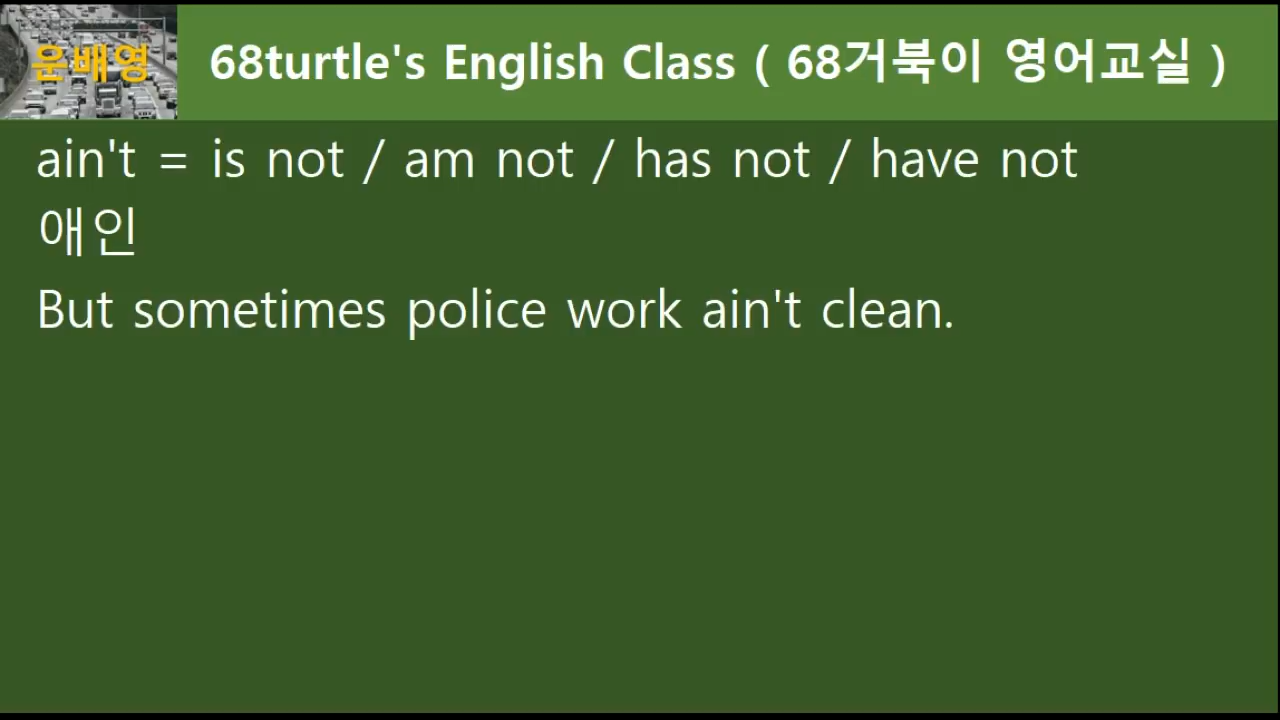 운배영
68turtle's English Class ( 68거북이 영어교실 )
ain't = is not / am not / has not / have not
애인
But sometimes police work ain't clean.